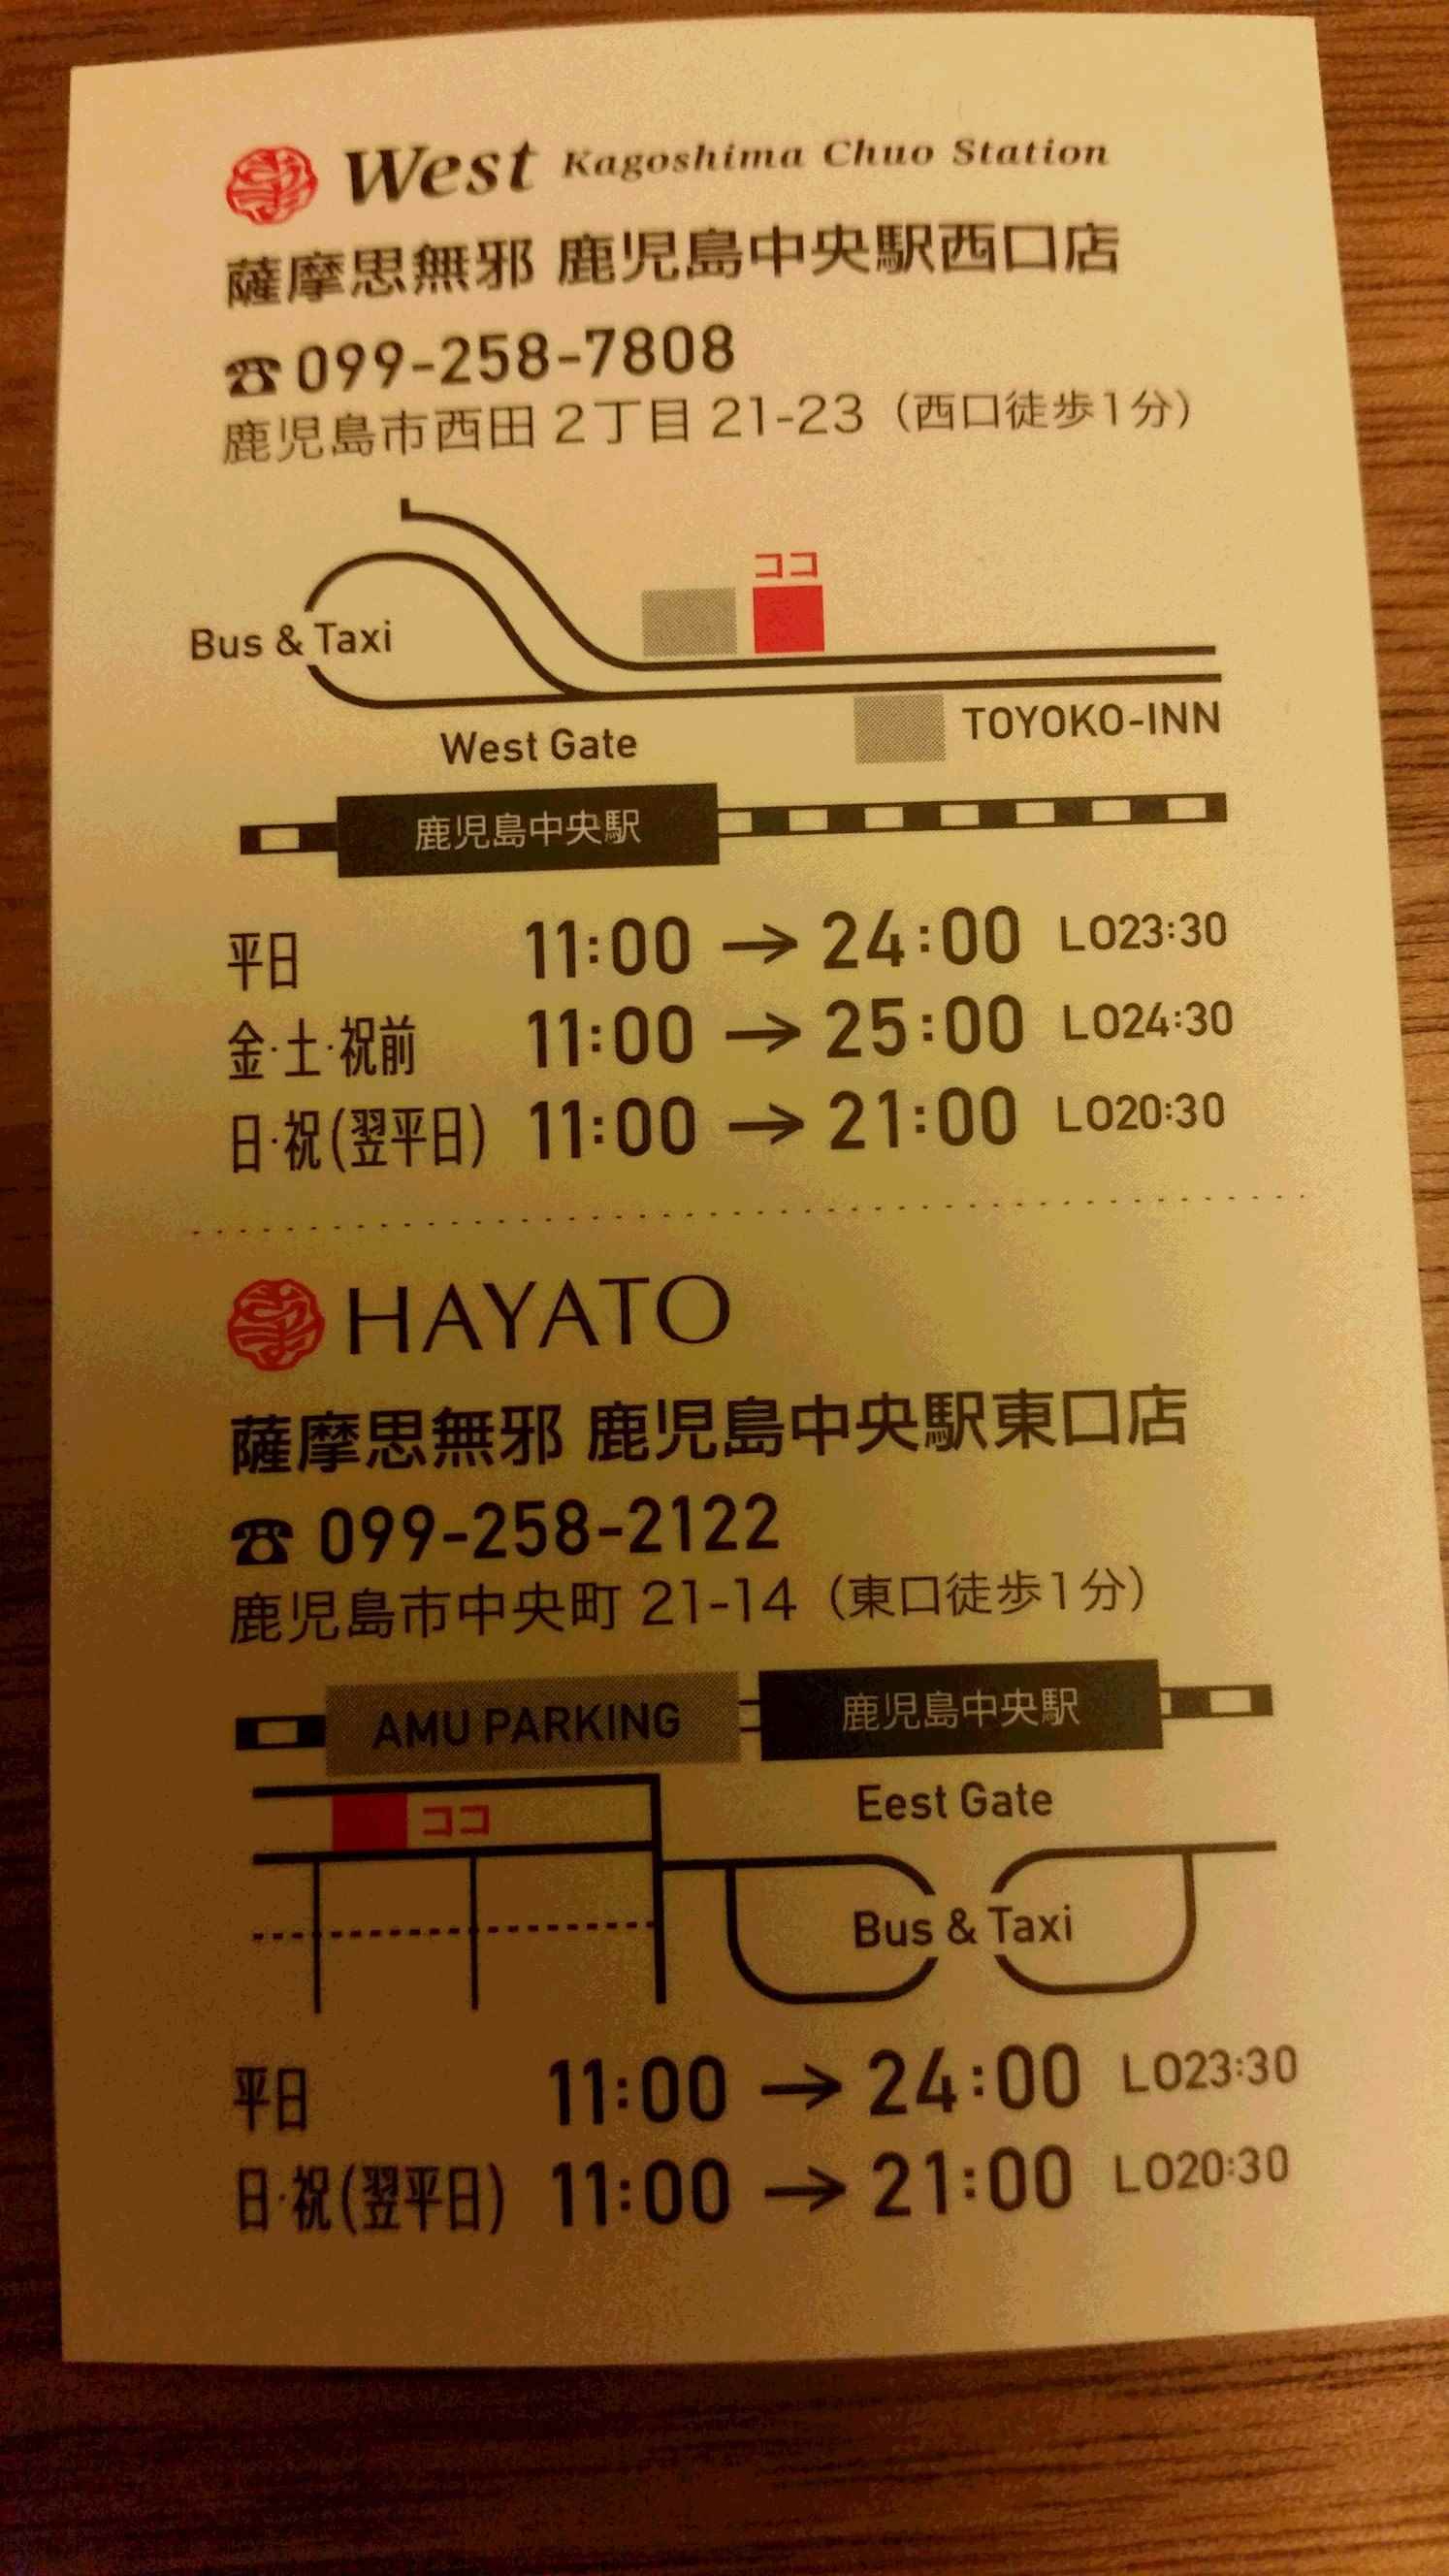 West Kagoshima Chuo Station
薩摩思無邪 鹿児島中央駅西口店
☎099-258-7808
鹿児島市西田2丁目21-23（西口徒歩1分）
ココ
Bus & Taxi
TOYOKO-INN
West Gate
鹿児島中央駅
平日 11:00 → 24:00 LO23:30
金·土·祝前 11:00 → 25:00 LO24:30
日·祝(翌平日) 11:00 → 21:00 LO20:30
HAYATO
薩摩思無邪 鹿児島中央駅東口店
☎ 099-258-2122
鹿児島市中央町 21-14（東口徒歩1分）
AMU PARKING 鹿児島中央駅
ココ Eest Gate
Bus & Taxi
平日 11:00 → 24:00 LO23:30
日·祝(翌平日) 11:00 → 21:00 LO20:30